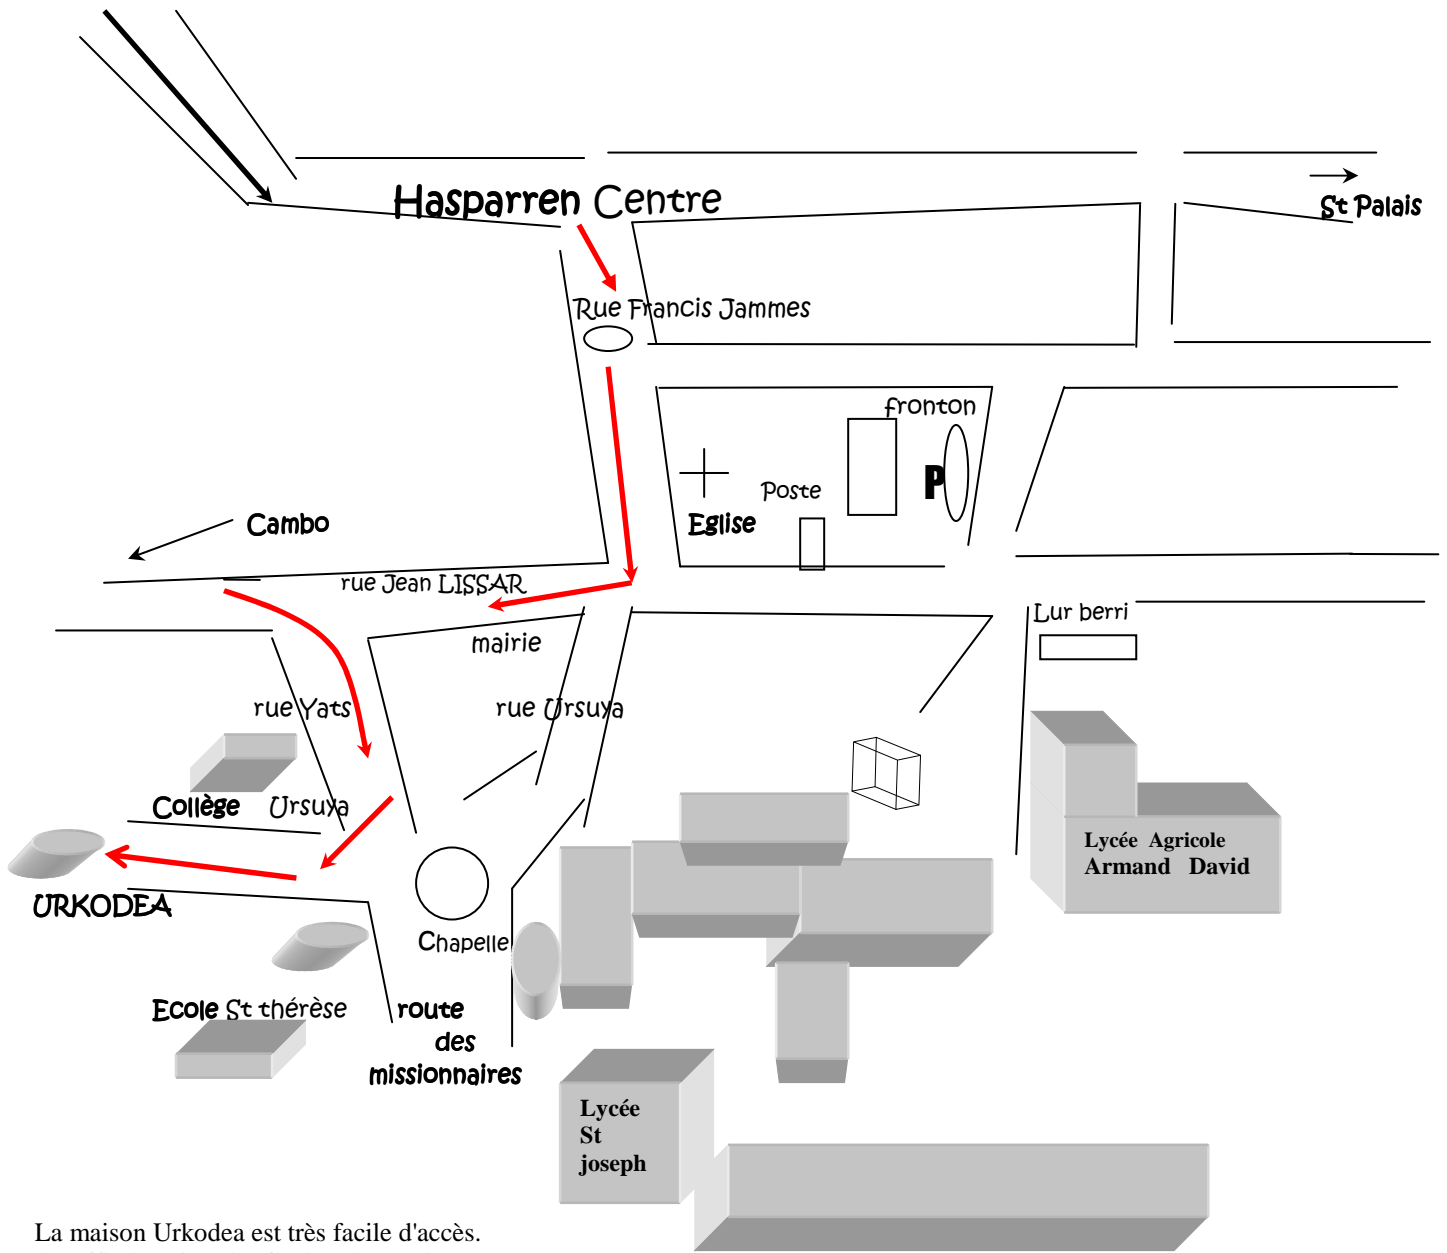 Hasparren Centre
St Palais
Rue Francis Jammes
fronton
P
Poste
Eglise
Cambo
rue Jean LISSAR
Lur berri
mairie
rue Yats
rue Ursuya
Collège Ursuya
Lycée Agricole
Armand David
URKODEA
Chapelle
Ecole St thérèse
route
des
missionnaires
Lycée
St
joseph
La maison Urkodea est très facile d'accès.